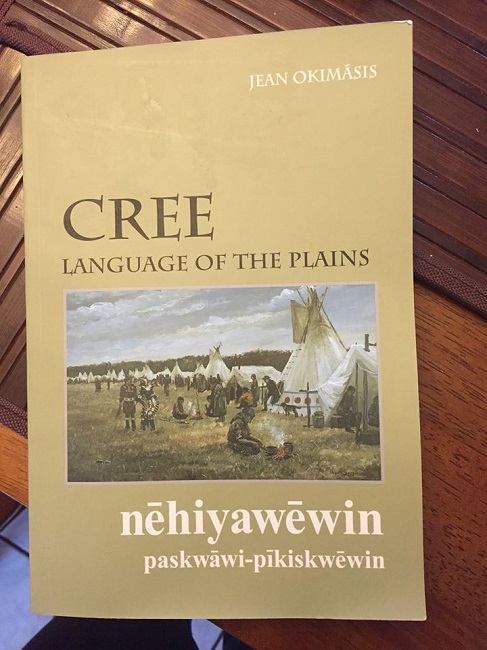 JEAN OKIMĀSIS
CREE
LANGUAGE OF THE PLAINS
nēhiyawēwin
paskwāwi-pīkiskwēwin